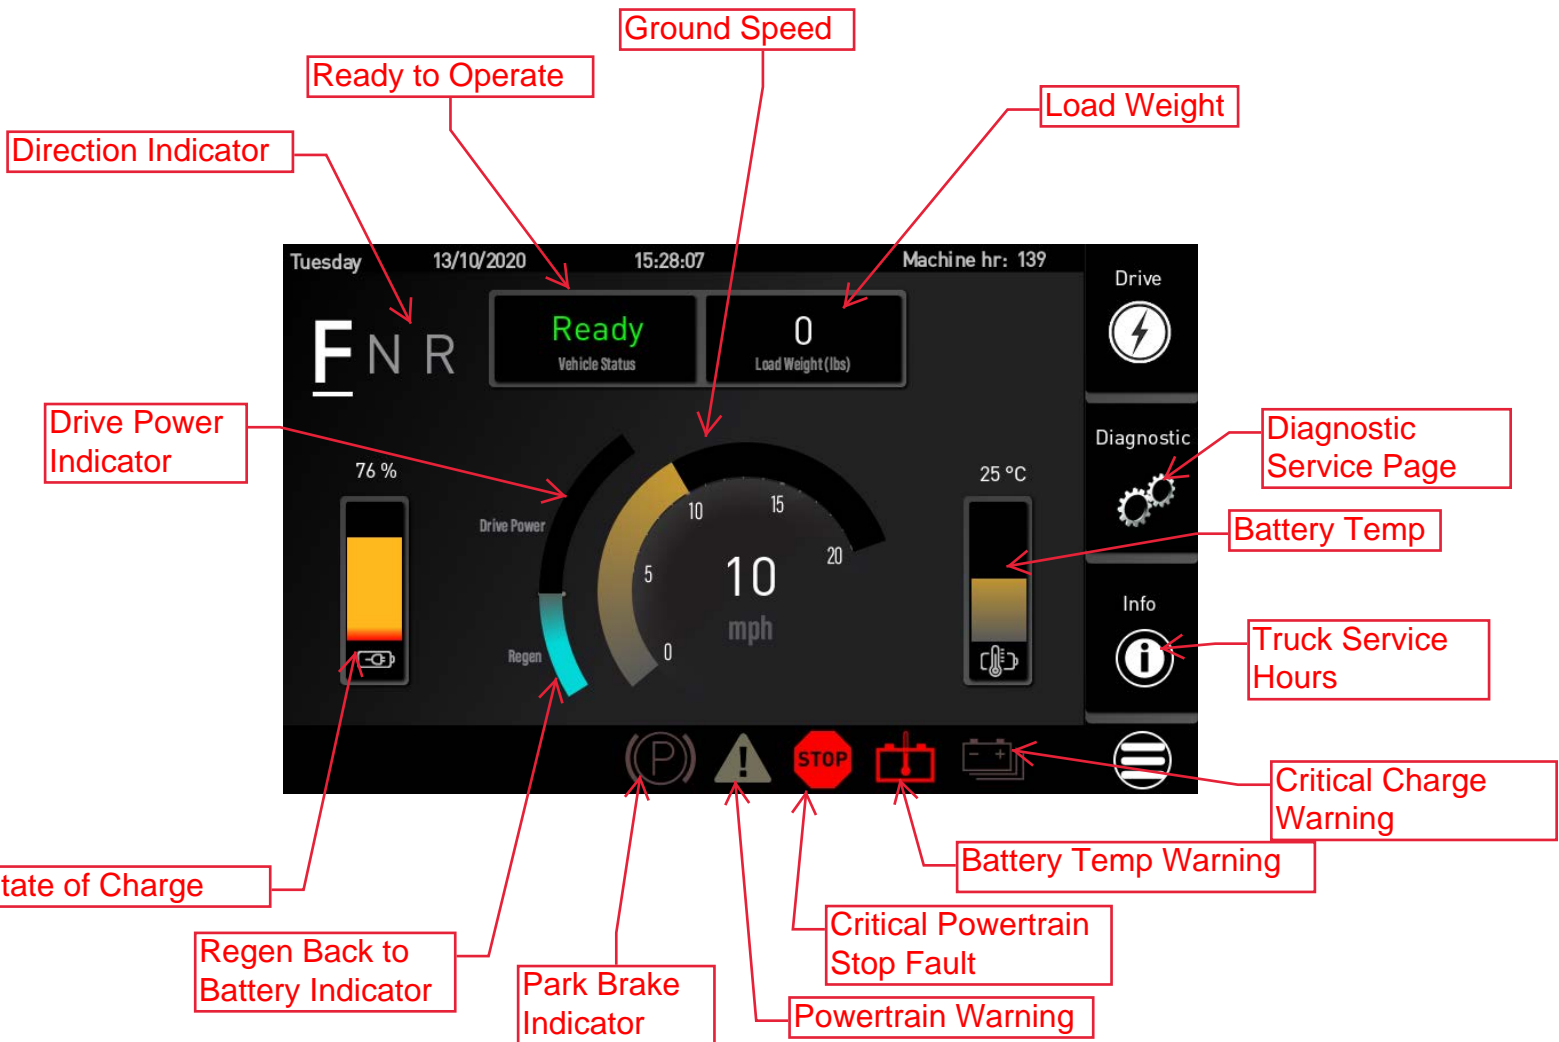 Ground Speed
Ready to Operate
Load Weight
Direction Indicator
Tuesday 13/10/2020 15:28:07 Machine hr: 139
Drive
F N R
Ready
Vehicle Status
0
Load Weight (lbs)
Drive Power
Indicator
Diagnostic
Diagnostic
Service Page
76 %
25 °C
Drive Power
Battery Temp
0
5
10
15
20
10
mph
Regen
Info
Truck Service
Hours
P
!
STOP
- +
Critical Charge
Warning
Battery Temp Warning
tate of Charge
Critical Powertrain
Stop Fault
Regen Back to
Battery Indicator
Park Brake
Indicator
Powertrain Warning